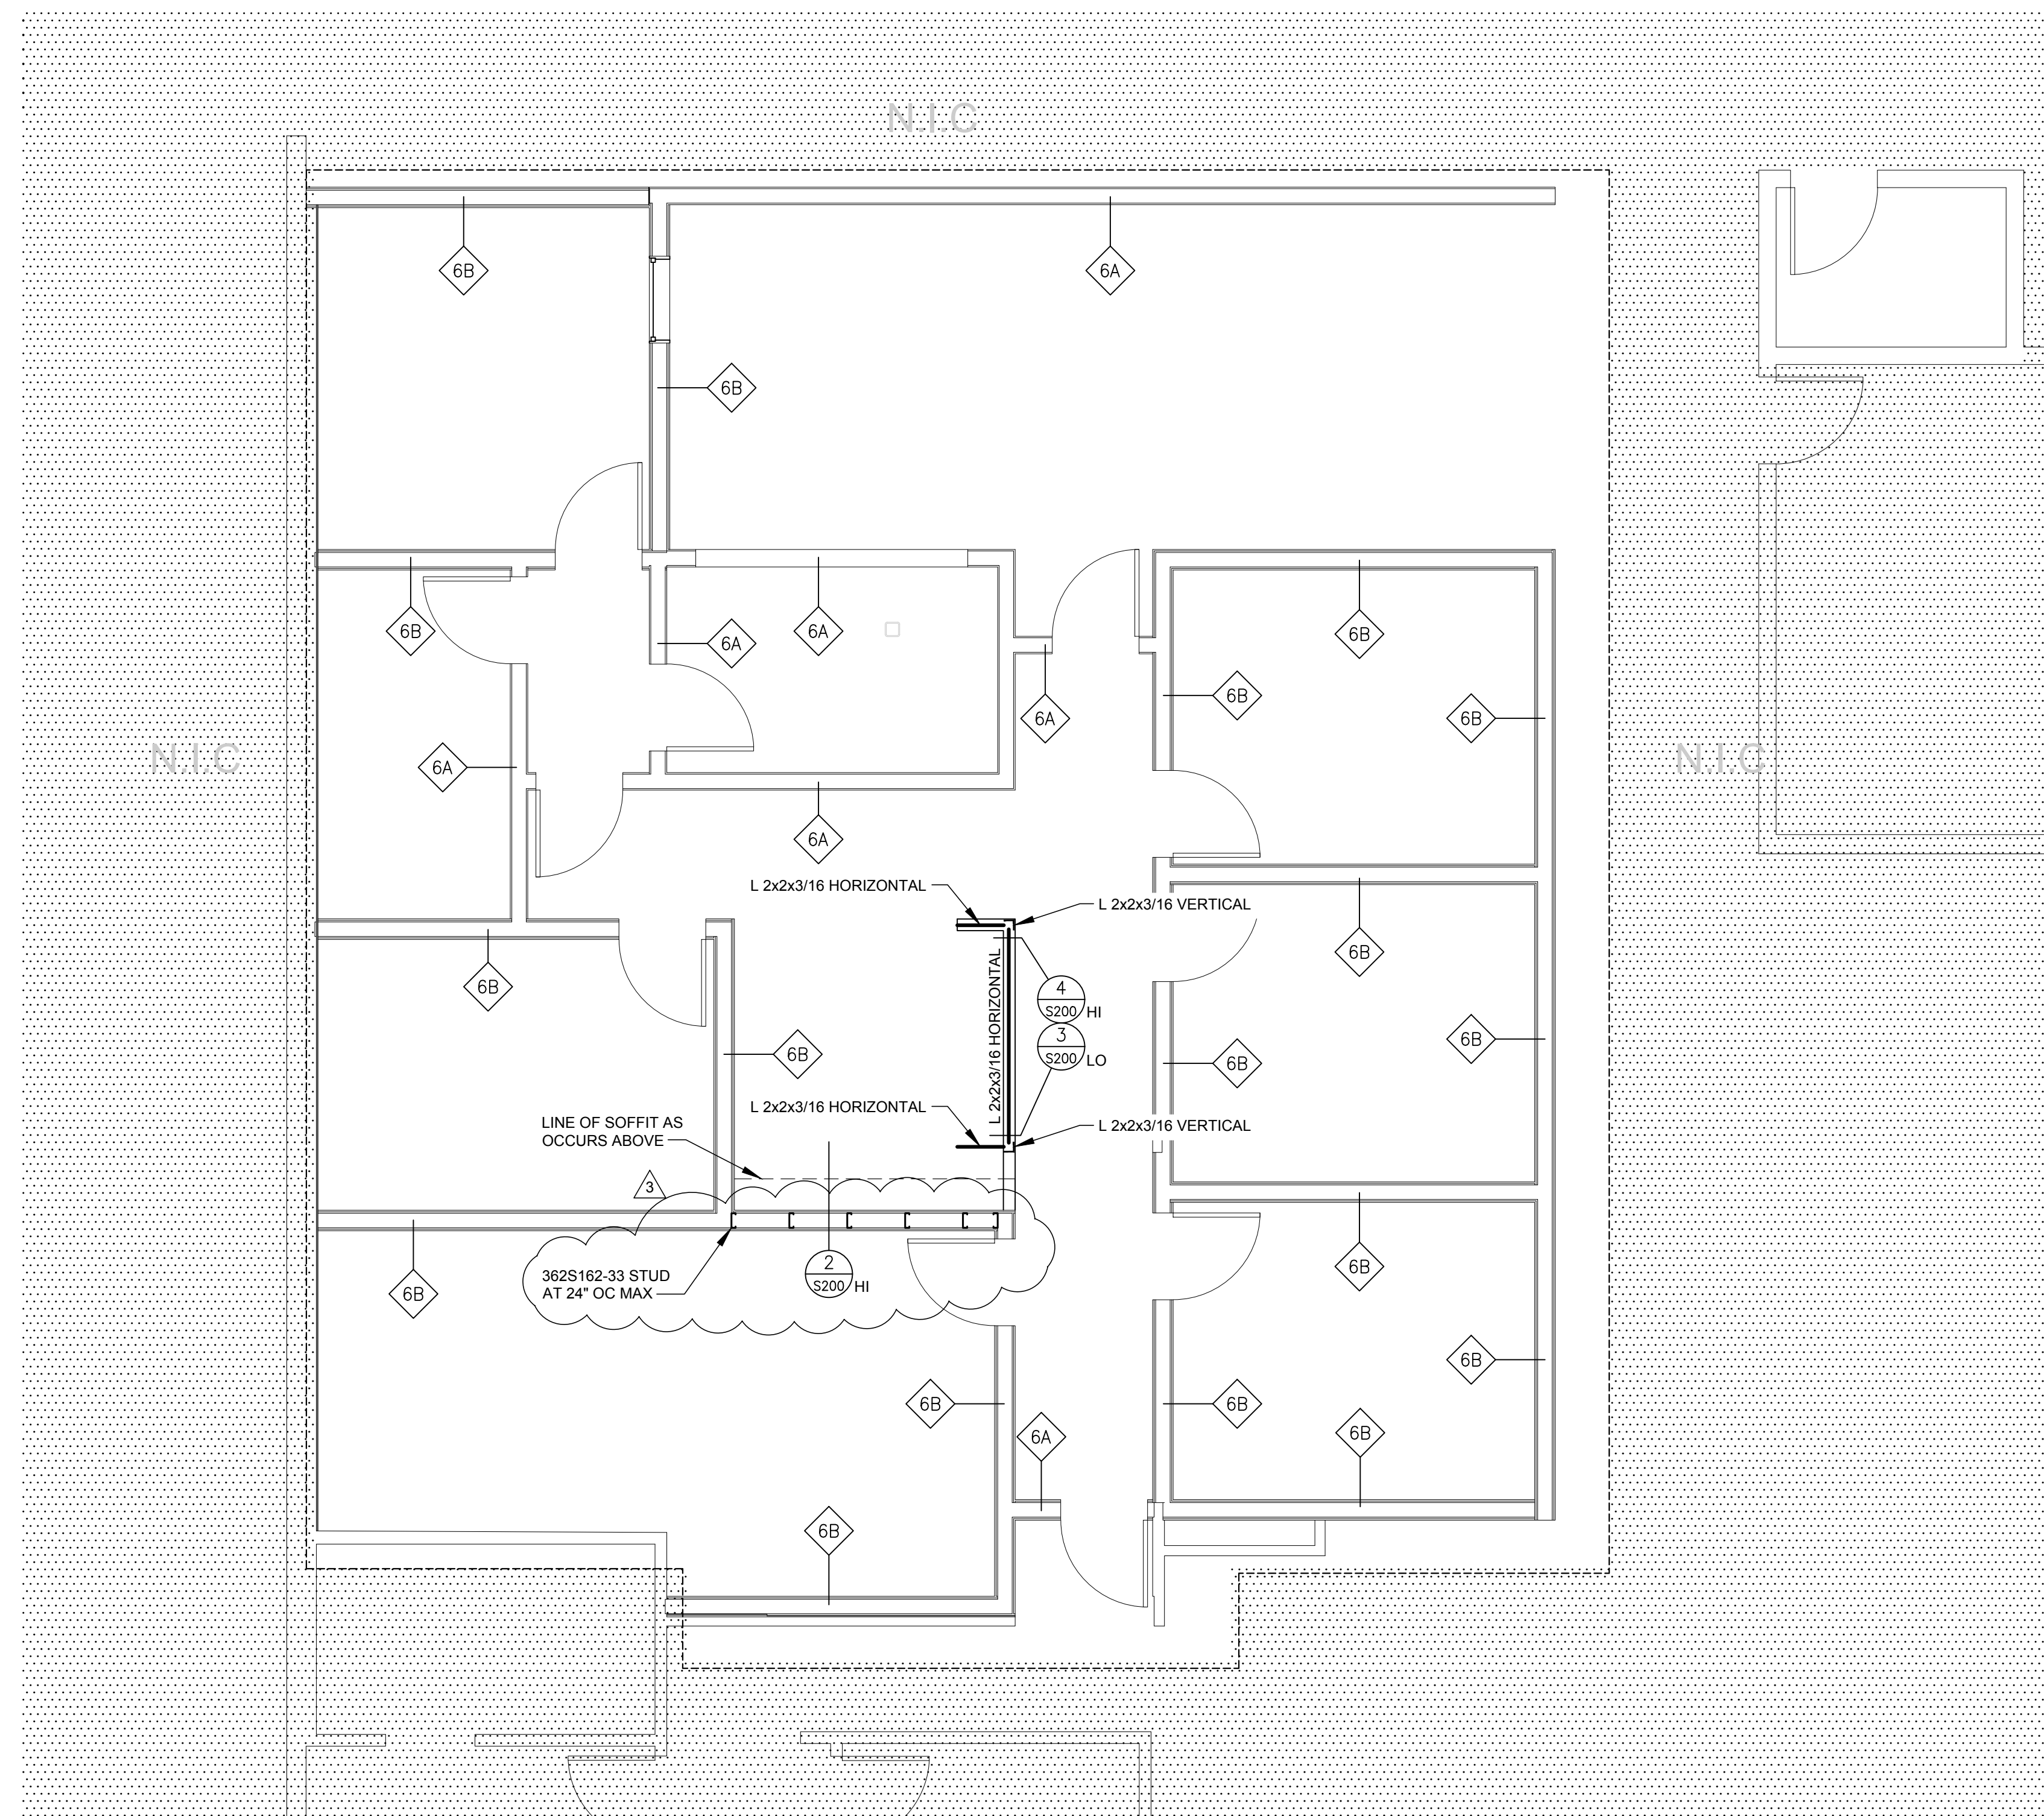 N.I.C
6B
6A
6B
6B
6A
6A
6B
6B
6B
6A
6A
N.I.C
N.I.C
6A
L 2x2x3/16 HORIZONTAL
L 2x2x3/16 VERTICAL
6B
6B
L 2x2x3/16 HORIZONTAL
4
S200
HI
3
S200
LO
6B
6B
6B
L 2x2x3/16 HORIZONTAL
LINE OF SOFFIT AS
OCCURS ABOVE
L 2x2x3/16 VERTICAL
3
2
S200
HI
362S162-33 STUD
AT 24" OC MAX
6B
6B
6B
6B
6B
6A
6B
6B